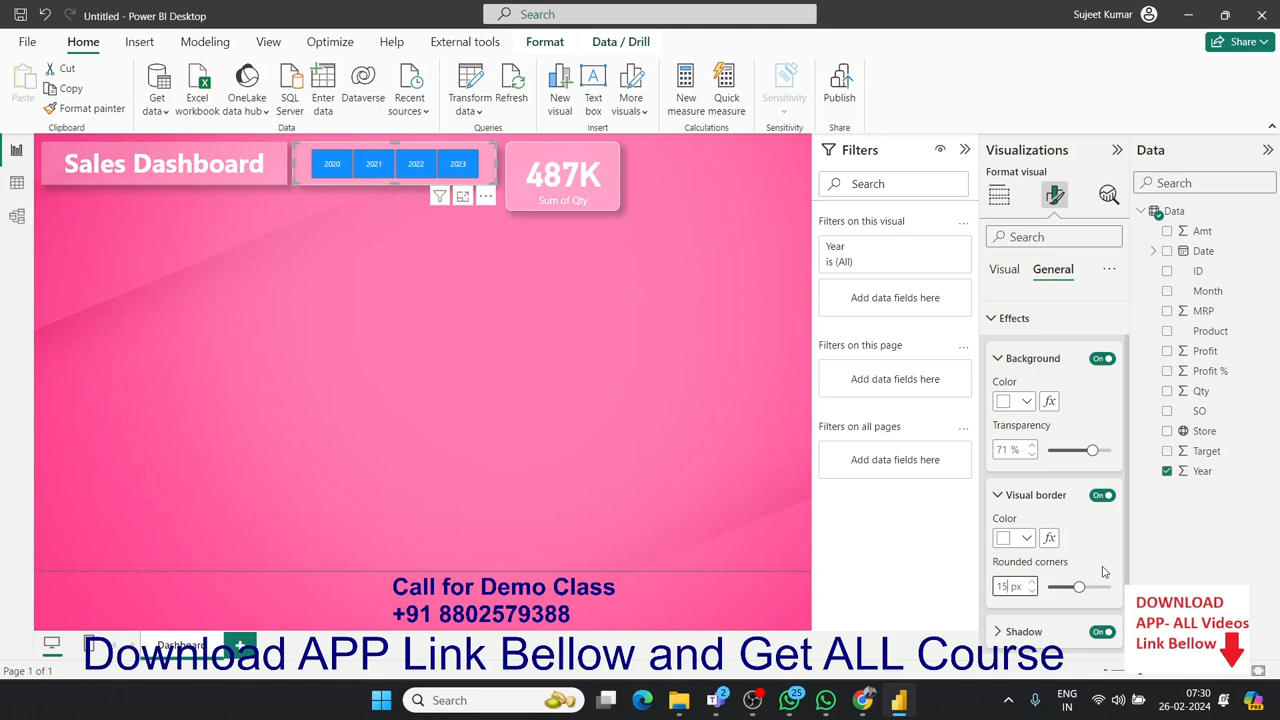 Untitled - Power BI Desktop
Search
Sujeet Kumar
File
Home
Insert
Modeling
View
Optimize
Help
External tools
Format
Data / Drill
Share
Paste
Cut
Copy
Format painter
Clipboard
Get data
Excel workbook
OneLake data hub
SQL Server
Enter data
Dataverse
Recent sources
Data
Transform data
Refresh
Queries
New visual
Text box
More visuals
Insert
New measure
Quick measure
Calculations
Sensitivity
Sensitivity
Publish
Share
Sales Dashboard
2020
2021
2022
2023
487K
Sum of Qty
Filters
Search
Filters on this visual
...
Year
is (All)
Add data fields here
Filters on this page
...
Add data fields here
Filters on all pages
...
Add data fields here
Visualizations
Format visual
Search
Visual
General
...
Effects
Background
On
Color
fx
Transparency
71 %
Visual border
On
Color
fx
Rounded corners
15 px
Shadow
On
Data
Search
Data
Amt
Date
ID
Month
MRP
Product
Profit
Profit %
Qty
SO
Store
Target
Year
Call for Demo Class
+91 8802579388
Download APP Link Bellow and Get ALL Course
DOWNLOAD
APP- ALL Videos
Link Bellow
Dashboard
Page 1 of 1
Search
2
25
ENG
IN
07:30
26-02-2024